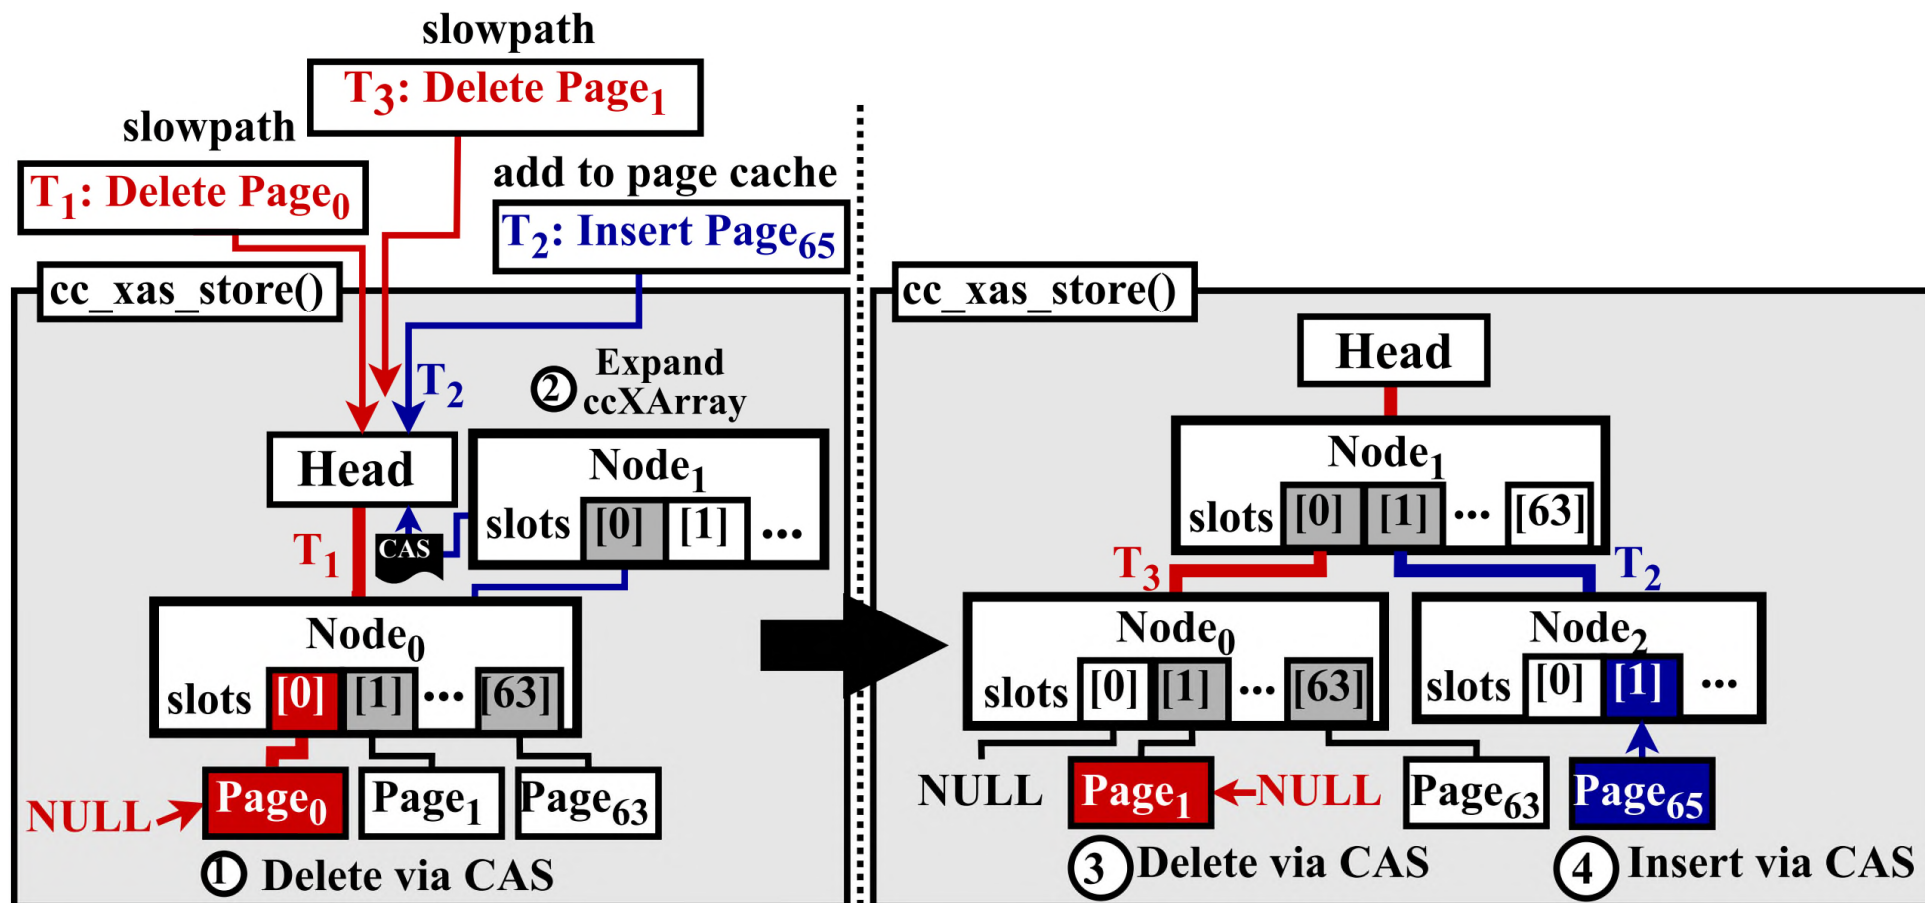 slowpath
T3: Delete Page1
slowpath
T1: Delete Page0
add to page cache
T2: Insert Page65
cc_xas_store()
T2
② Expand
ccXArray
Head
Node1
slots [0] [1] ...
CAS
T1
Node0
slots [0] [1] ... [63]
NULL
Page0
Page1
Page63
① Delete via CAS
cc_xas_store()
Head
Node1
slots [0] [1] ... [63]
T3
T2
Node0
slots [0] [1] ... [63]
Node2
slots [0] [1] ...
NULL
Page1
NULL
Page63
Page65
③ Delete via CAS
④ Insert via CAS